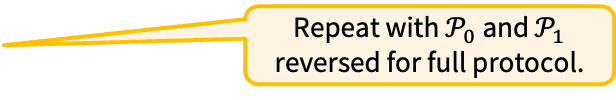 Repeat with 𝒫₀ and 𝒫₁
reversed for full protocol.